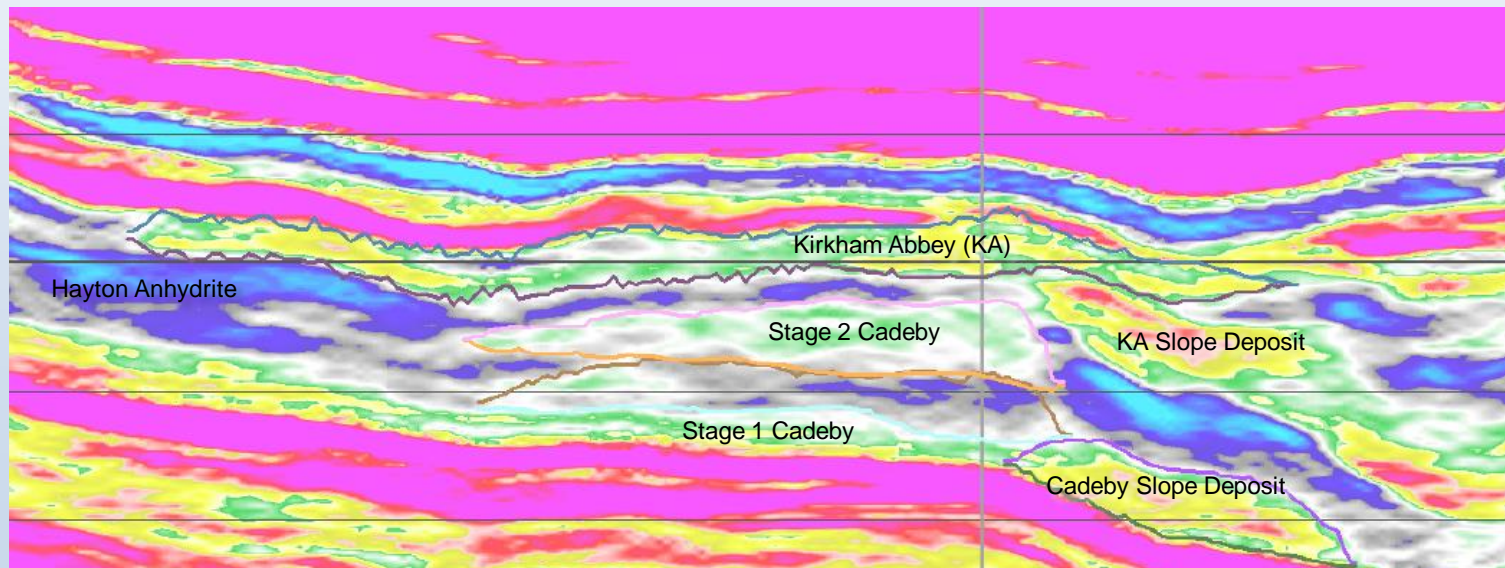 Kirkham Abbey (KA)
Hayton Anhydrite
Stage 2 Cadeby
KA Slope Deposit
Stage 1 Cadeby
Cadeby Slope Deposit